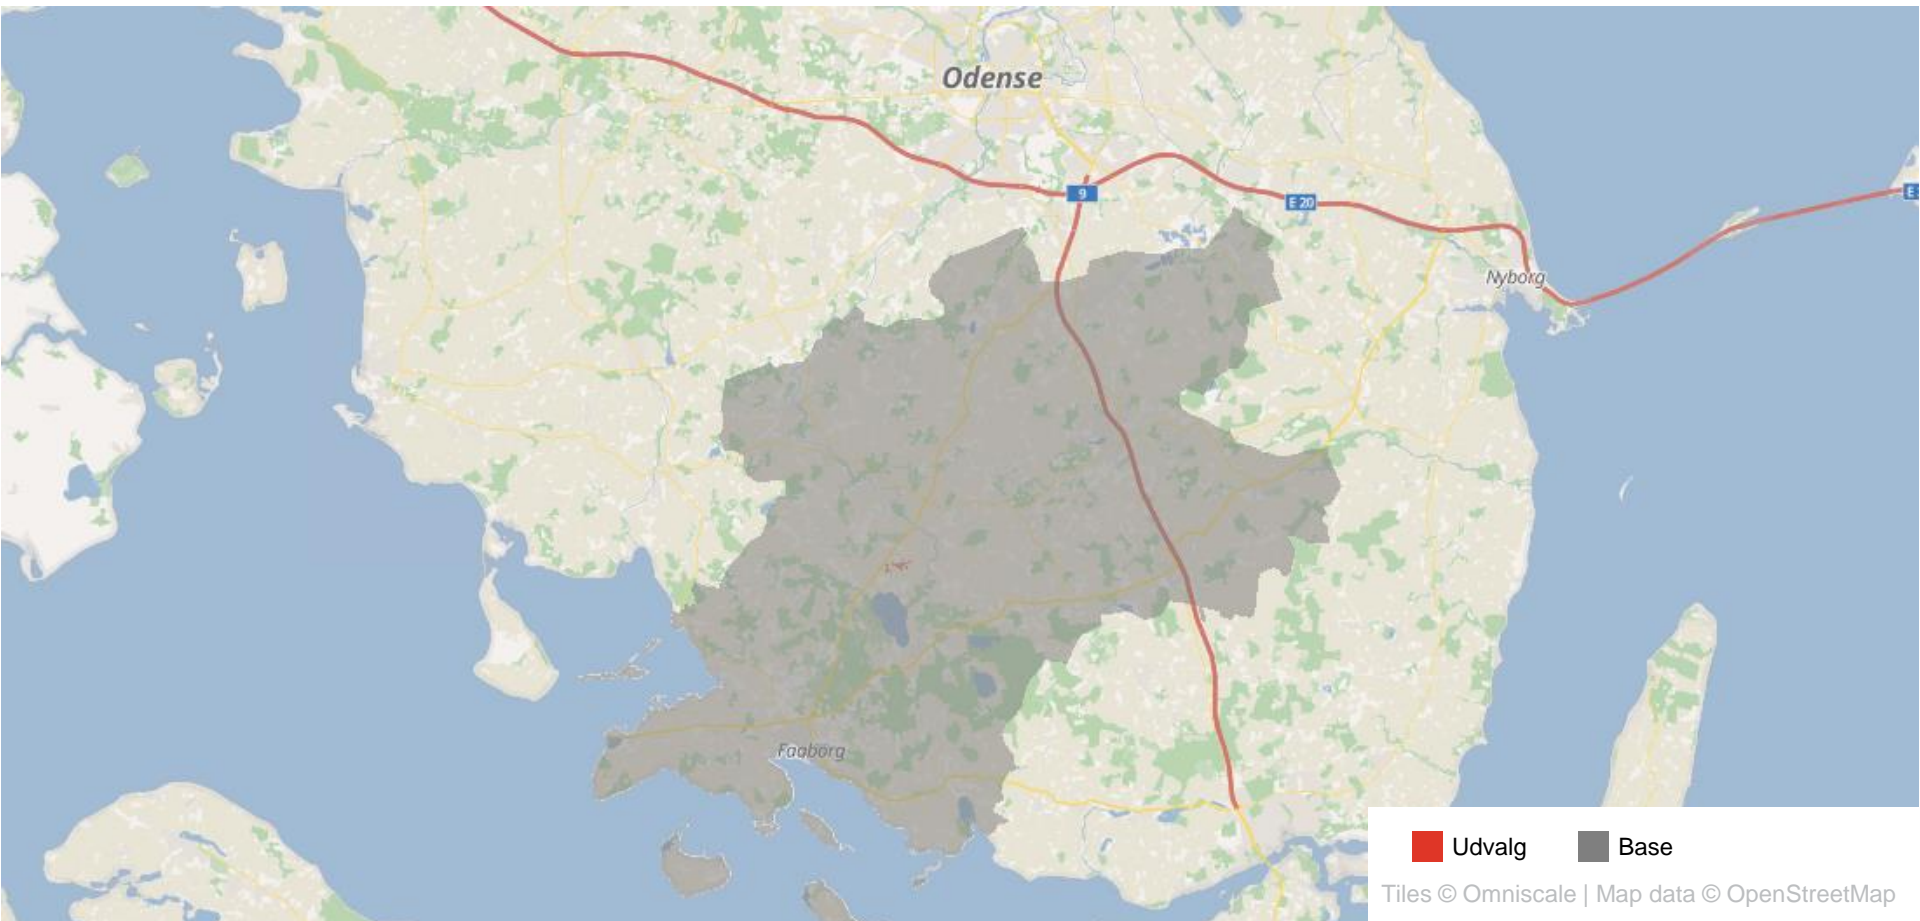 Odense
9
E 20
E
Nyborg
Faaborg
Udvalg
Base
Tiles © Omniscale | Map data © OpenStreetMap